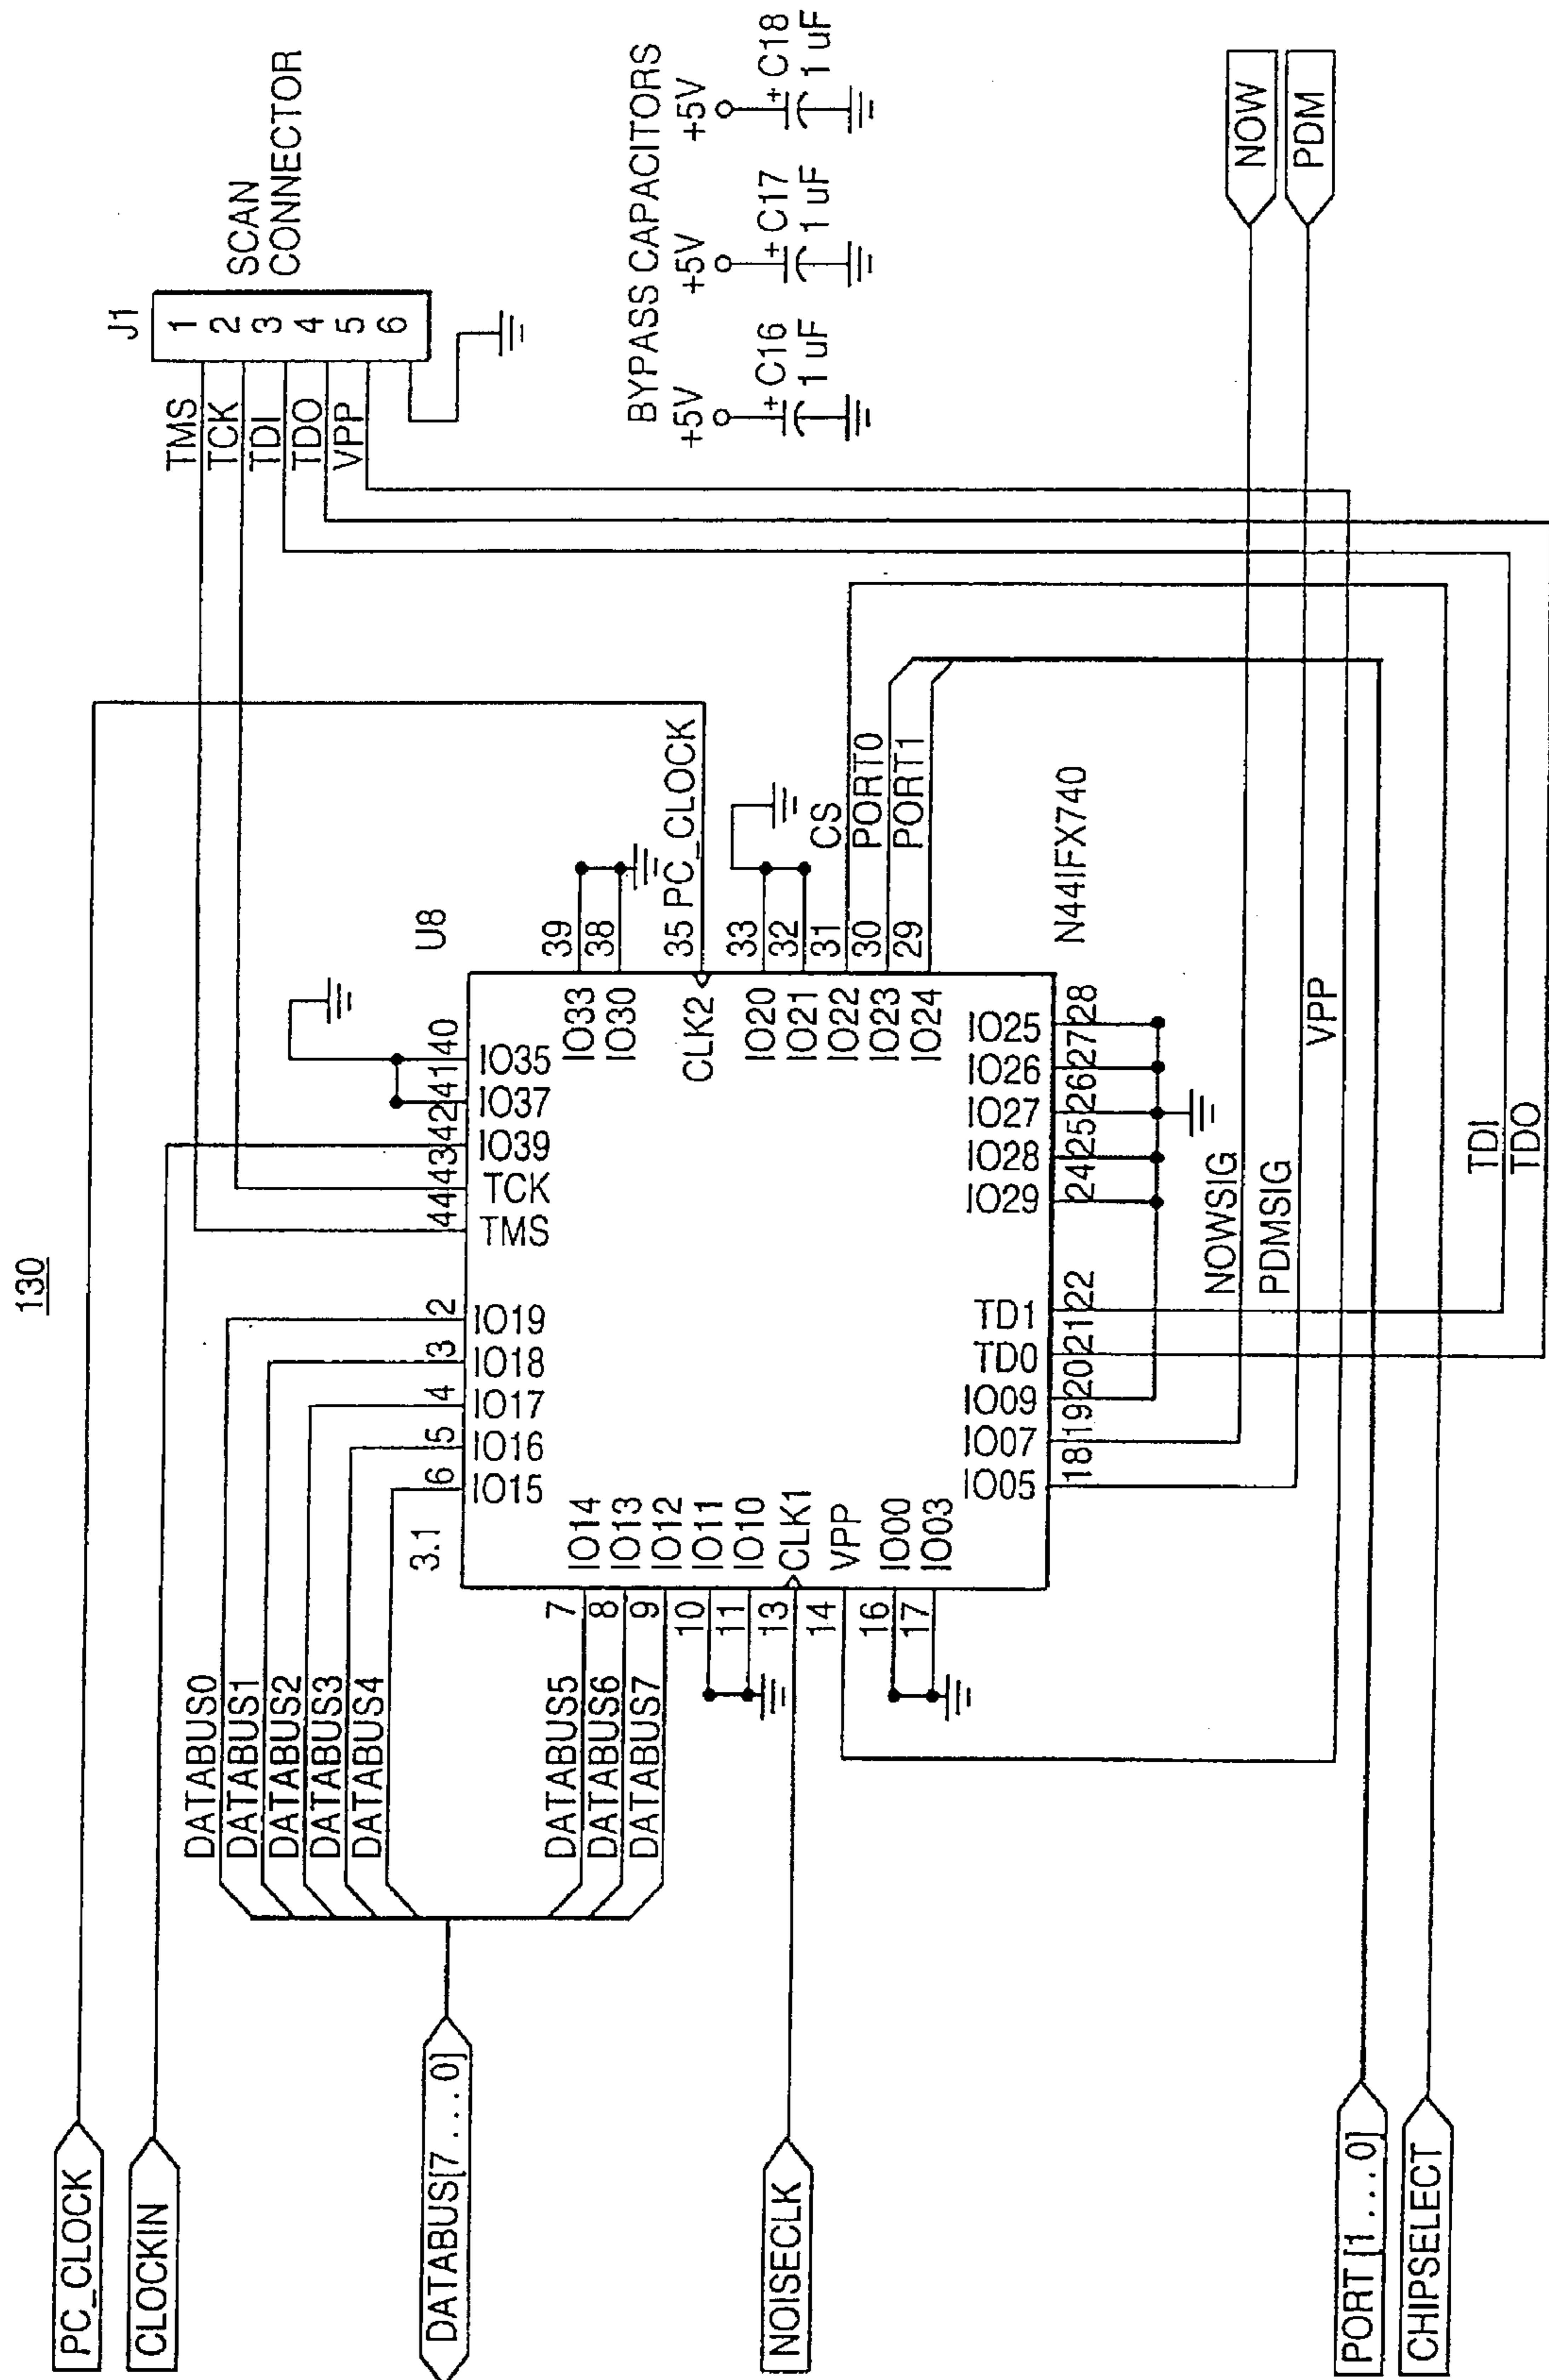 130
PC_CLOCK
CLOCKIN
DATABUS[7 . . . 0]
NOISECLK
PORT [1 . . . 0]
CHIPSELECT
DATABUS0
DATABUS1
DATABUS2
DATABUS3
DATABUS4
DATABUS5
DATABUS6
DATABUS7
7
8
9
10
11
13
14
16
17
3.1
6
5
4
3
2
44
43
42
41
40
IO15
IO16
IO17
IO18
IO19
TMS
TCK
IO39
IO37
IO35
IO14
IO13
IO12
IO11
IO10
CLK1
VPP
IO00
IO03
IO33
IO30
CLK2
IO20
IO21
IO22
IO23
IO24
IO05
IO07
IO09
TD0
TD1
IO29
IO28
IO27
IO26
IO25
18
19
20
21
22
24
25
26
27
28
U8
39
38
35 PC_CLOCK
33
32
31
30
29
CS
PORT0
PORT1
N44IFX740
NOWSIG
PDMSIG
VPP
TDI
TDO
TMS
TCK
TDI
TDO
VPP
J1
1
2
3
4
5
6
SCAN
CONNECTOR
BYPASS CAPACITORS
+5V
+5V
+5V
+ C16
1 uF
+ C17
1 uF
+ C18
1 uF
NOW
PDM